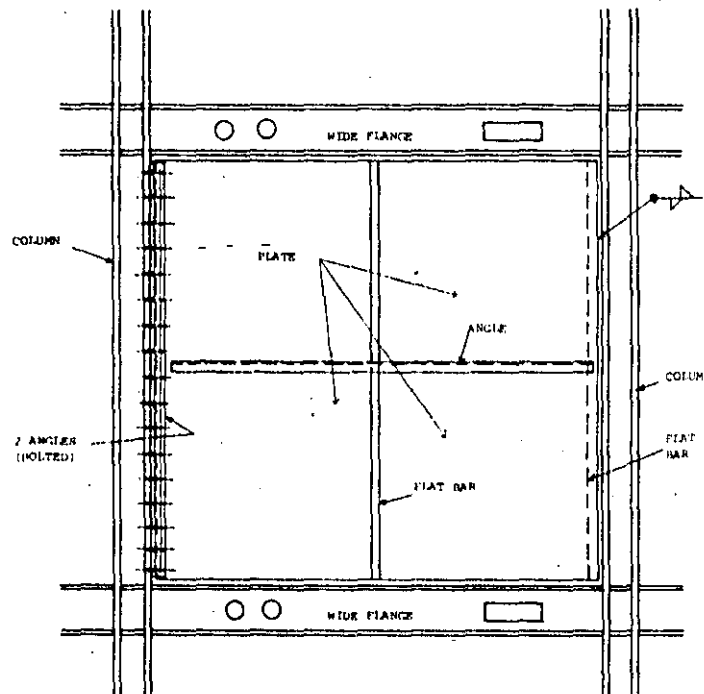 WIDE FLANGE
COLUMN
PLATE
ANGLE
COLUM
2 ANGLES
(BOLTED)
FLAT
BAR
FLAT BAR
WIDE FLANGE